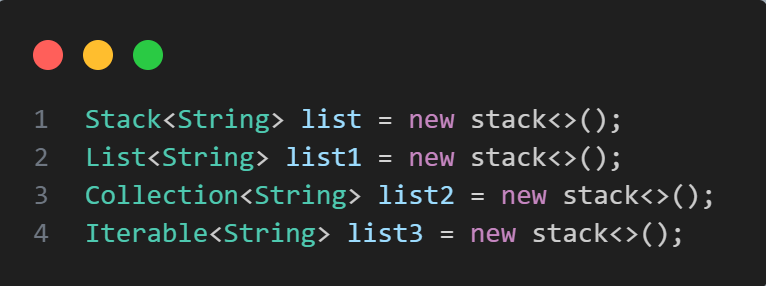 1 Stack<String> list = new stack<>();
2 List<String> list1 = new stack<>();
3 Collection<String> list2 = new stack<>();
4 Iterable<String> list3 = new stack<>();